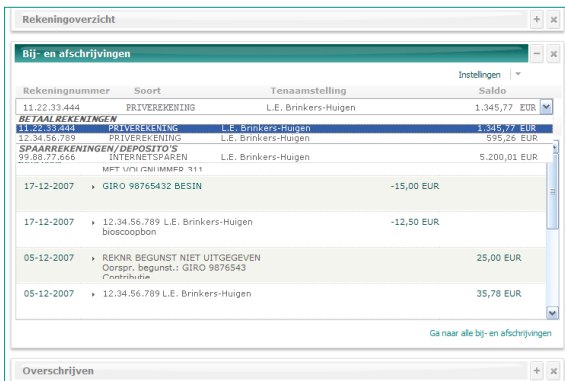 Rekeningoverzicht
Bij- en afschrijvingen
Instellingen
Rekeningnummer Soort Tenaamstelling Saldo
11.22.33.444 PRIVEREKENING L.E. Brinkers-Huigen 1.345,77 EUR
BETAALREKENINGEN
11.22.33.444 PRIVEREKENING L.E. Brinkers-Huigen 1.345,77 EUR
12.34.56.789 PRIVEREKENING L.E. Brinkers-Huigen 595,26 EUR
SPAARREKENINGEN/DEPOSITO'S
99.88.77.666 INTERNETSPAREN L.E. Brinkers-Huigen 5.200,01 EUR
MET VOLGNUMMER 311
17-12-2007 GIRO 98765432 BESIN -15,00 EUR
17-12-2007 12.34.56.789 L.E. Brinkers-Huigen -12,50 EUR
bioscoopbon
05-12-2007 REKNR BEGUNST NIET UITGEGEVEN 25,00 EUR
Oorspr. begunst.: GIRO 9876543
Contributie
05-12-2007 12.34.56.789 L.E. Brinkers-Huigen 35,78 EUR
Ga naar alle bij- en afschrijvingen
Overschrijven